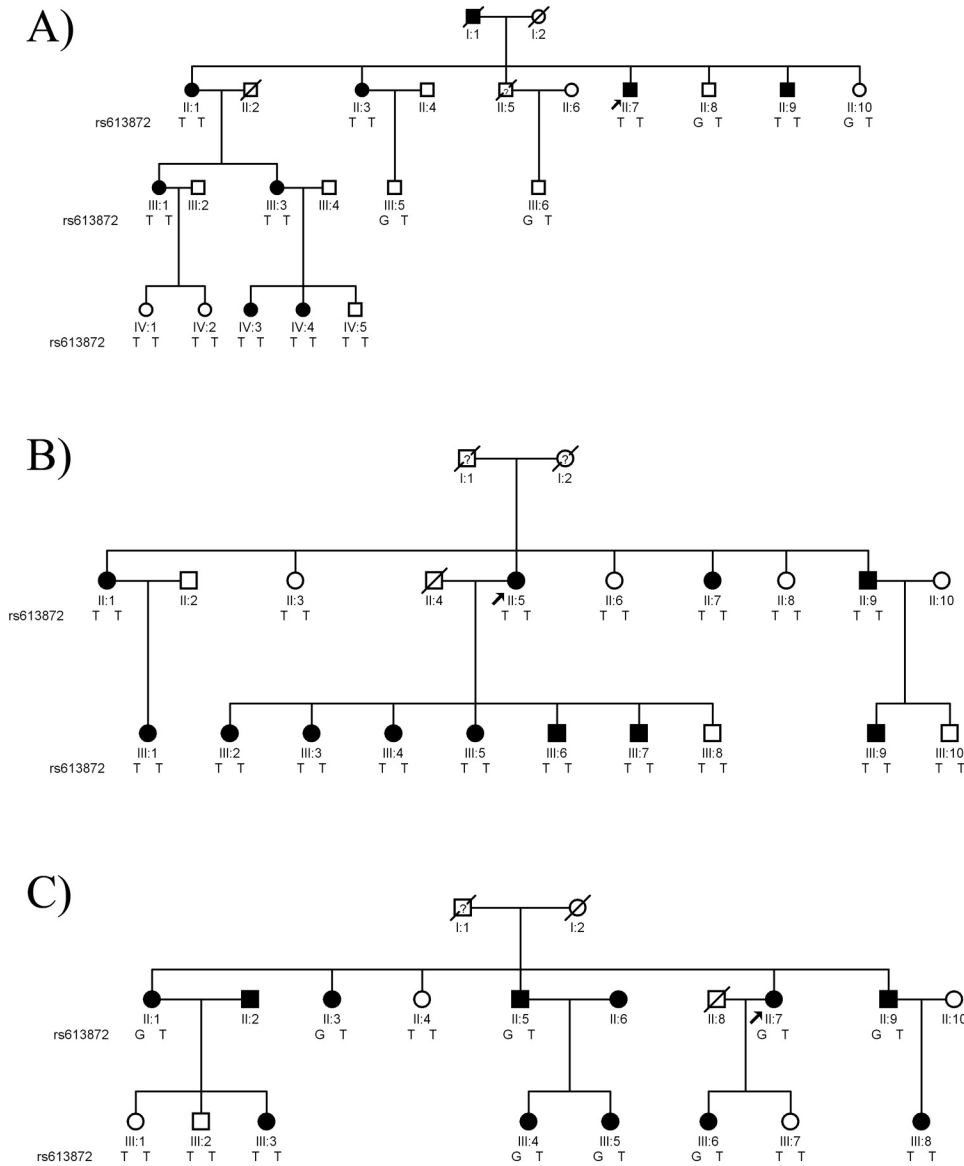 A)
I:1 I:2
II:1 II:2 II:3 II:4 ? II:5 II:6 II:7 II:8 II:9 II:10
rs613872 T T T T T T G T T T G T
III:1 III:2 III:3 III:4 III:5 III:6
rs613872 T T T T G T G T
IV:1 IV:2 IV:3 IV:4 IV:5
rs613872 T T T T T T T T T T
B)
? ?
I:1 I:2
II:1 II:2 II:3 II:4 II:5 II:6 II:7 II:8 II:9 II:10
rs613872 T T T T T T T T T T T T T T
III:1 III:2 III:3 III:4 III:5 III:6 III:7 III:8 III:9 III:10
rs613872 T T T T T T T T T T T T T T T T T T T T
C)
?
I:1 I:2
II:1 II:2 II:3 II:4 II:5 II:6 II:8 II:7 II:9 II:10
rs613872 G T G T T T G T G T G T
III:1 III:2 III:3 III:4 III:5 III:6 III:7 III:8
rs613872 T T T T T T G T G T G T T T T T